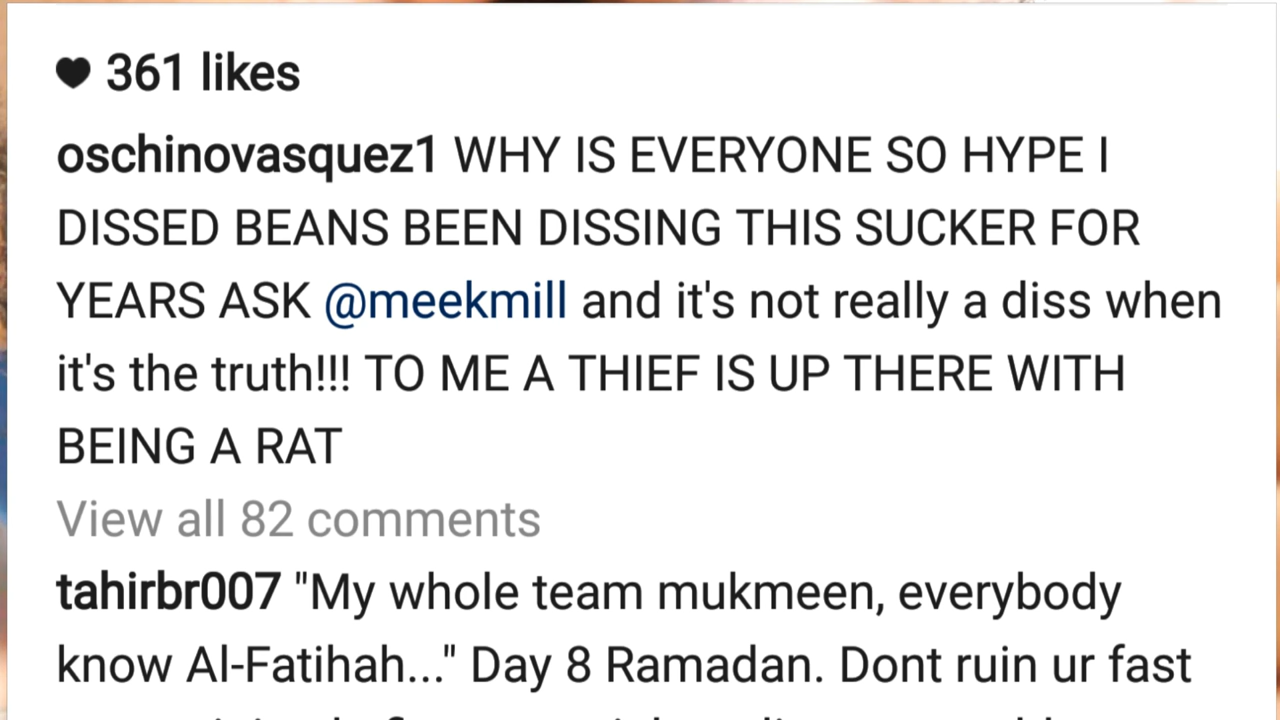 361 likes
oschinovasquez1 WHY IS EVERYONE SO HYPE I
DISSED BEANS BEEN DISSING THIS SUCKER FOR
YEARS ASK @meekmill and it's not really a diss when
it's the truth!!! TO ME A THIEF IS UP THERE WITH
BEING A RAT
View all 82 comments
tahirbr007 "My whole team mukmeen, everybody
know Al-Fatihah..." Day 8 Ramadan. Dont ruin ur fast